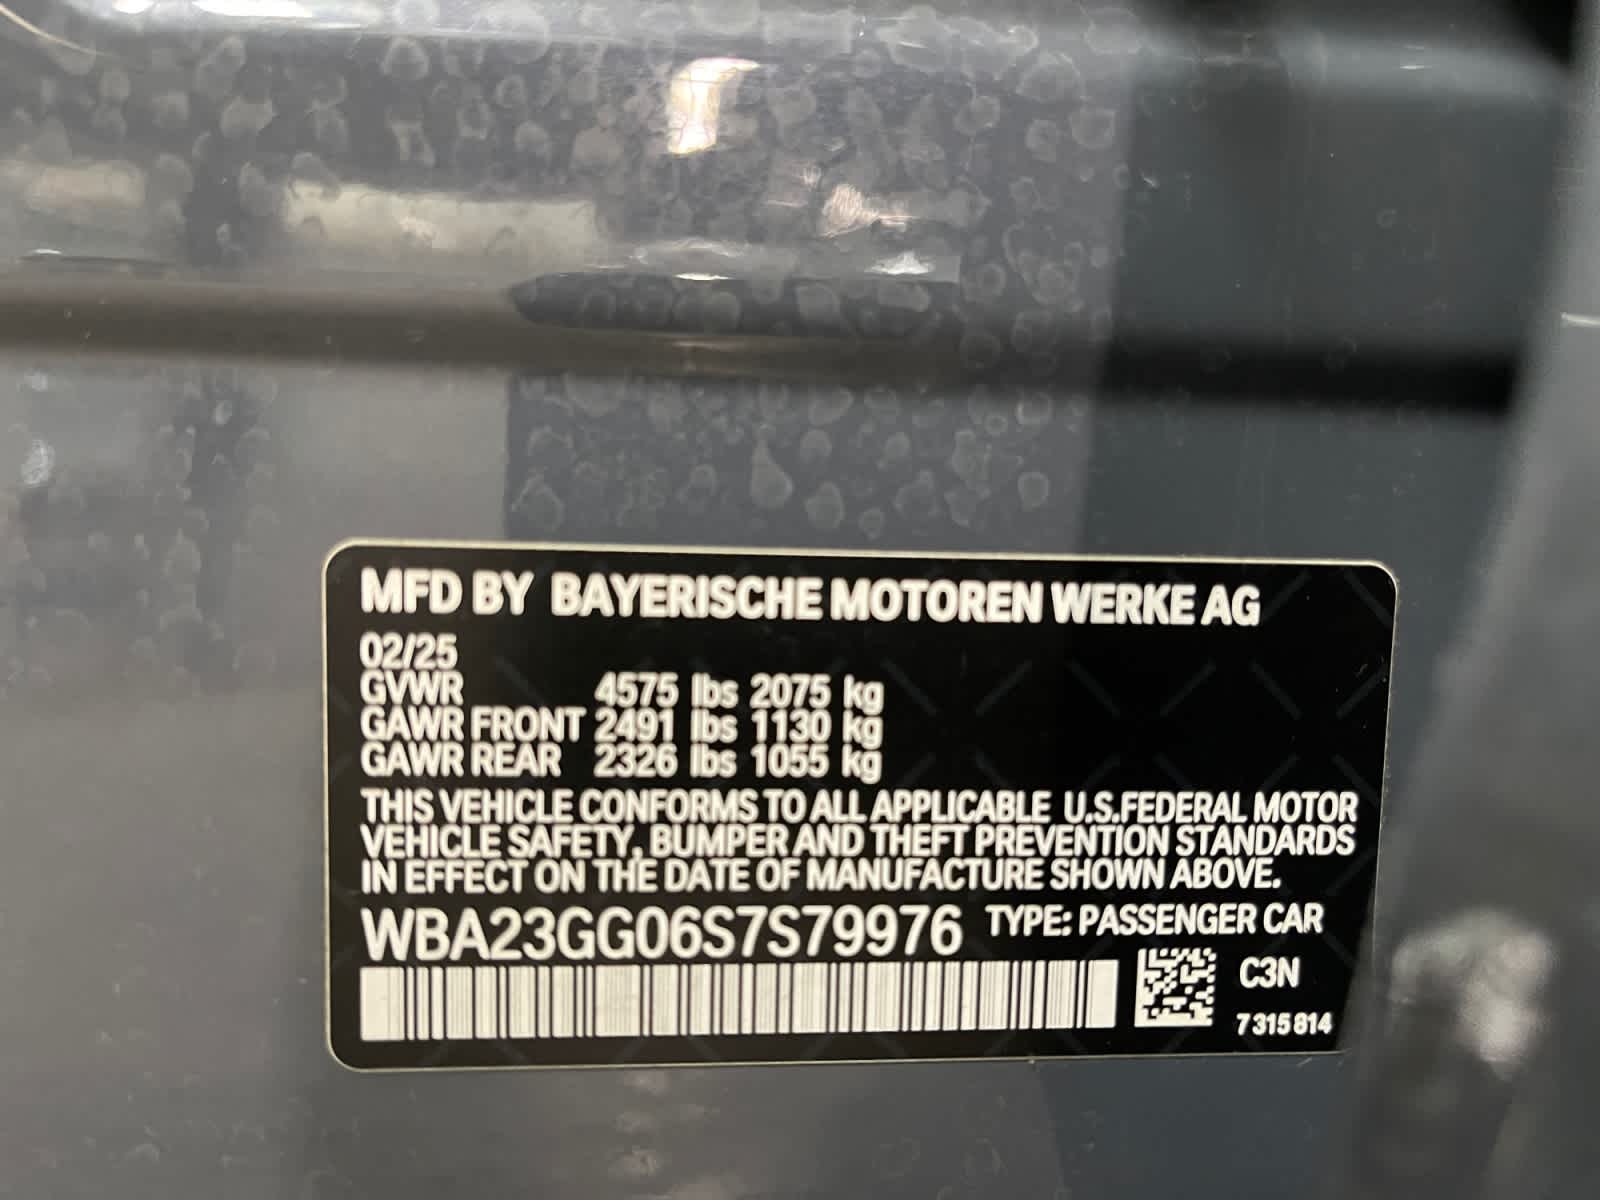 MFD BY BAYERISCHE MOTOREN WERKE AG
02/25
GVWR 4575 lbs 2075 kg
GAWR FRONT 2491 lbs 1130 kg
GAWR REAR 2326 lbs 1055 kg
THIS VEHICLE CONFORMS TO ALL APPLICABLE U.S.FEDERAL MOTOR
VEHICLE SAFETY, BUMPER AND THEFT PREVENTION STANDARDS
IN EFFECT ON THE DATE OF MANUFACTURE SHOWN ABOVE.
WBA23GG06S7S79976 TYPE: PASSENGER CAR
C3N
7 315 814